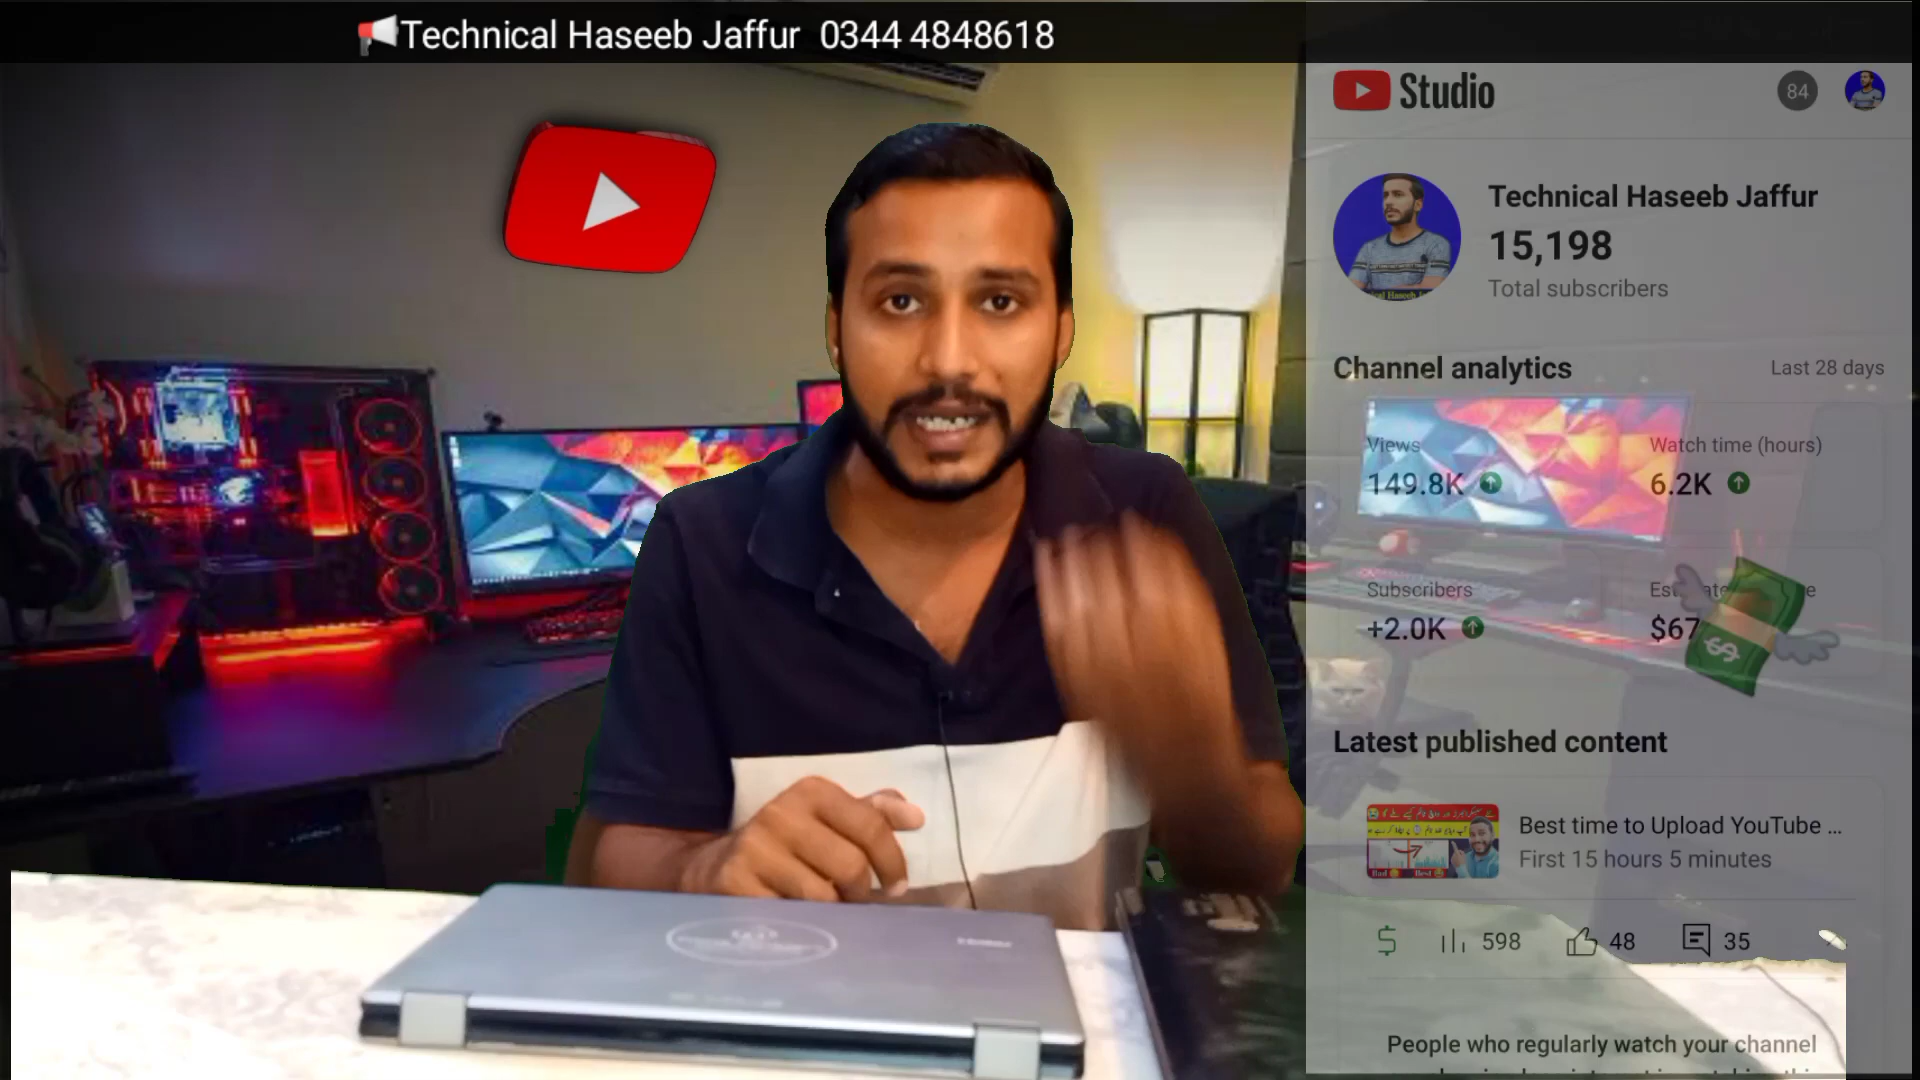 Technical Haseeb Jaffur 0344 4848618
Studio
84
Technical Haseeb Jaffur
15,198
Total subscribers
Channel analytics
Last 28 days
Views
Watch time (hours)
149.8K
6.2K
Subscribers
+2.0K
$67
Latest published content
Best time to Upload YouTube ...
First 15 hours 5 minutes
Bad
Best
$
598
48
35
People who regularly watch your channel